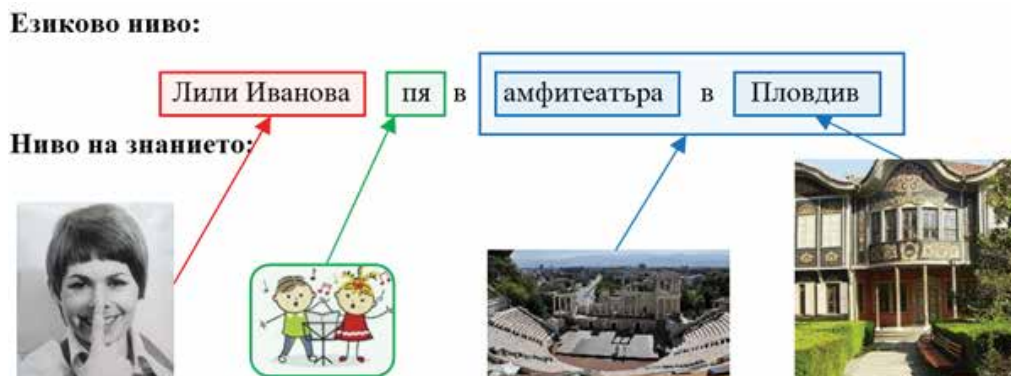 Езиково ниво:
Лили Иванова пя в амфитеатъра в Пловдив
Ниво на знанието: